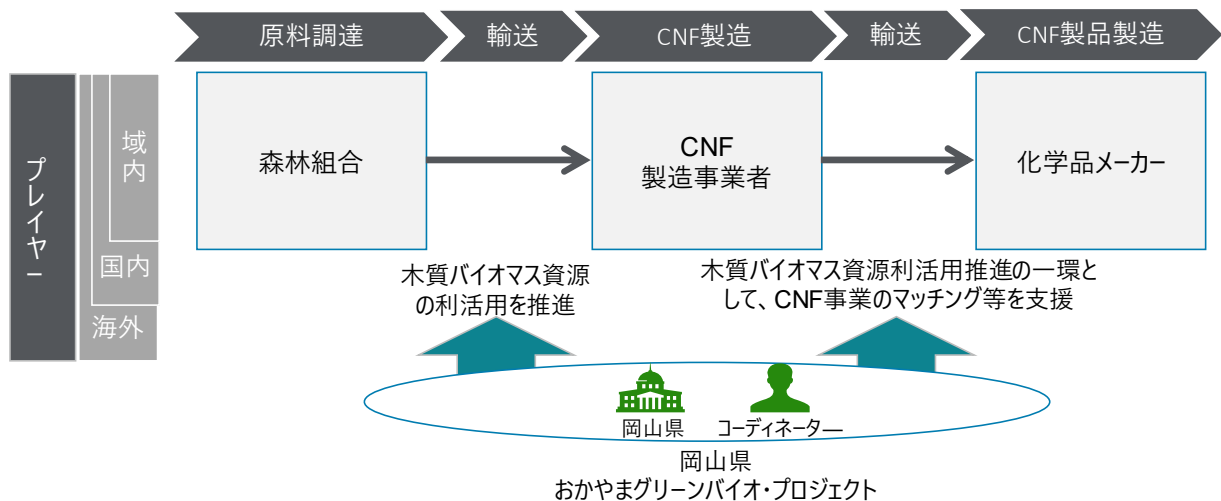 原料調達
輸送
CNF製造
輸送
CNF製品製造
プレイヤー
域内
国内
海外
森林組合
CNF
製造事業者
化学品メーカー
木質バイオマス資源
の利活用を推進
木質バイオマス資源利活用推進の一環と
して、CNF事業のマッチング等を支援
岡山県
コーディネーター
岡山県
おかやまグリーンバイオ・プロジェクト